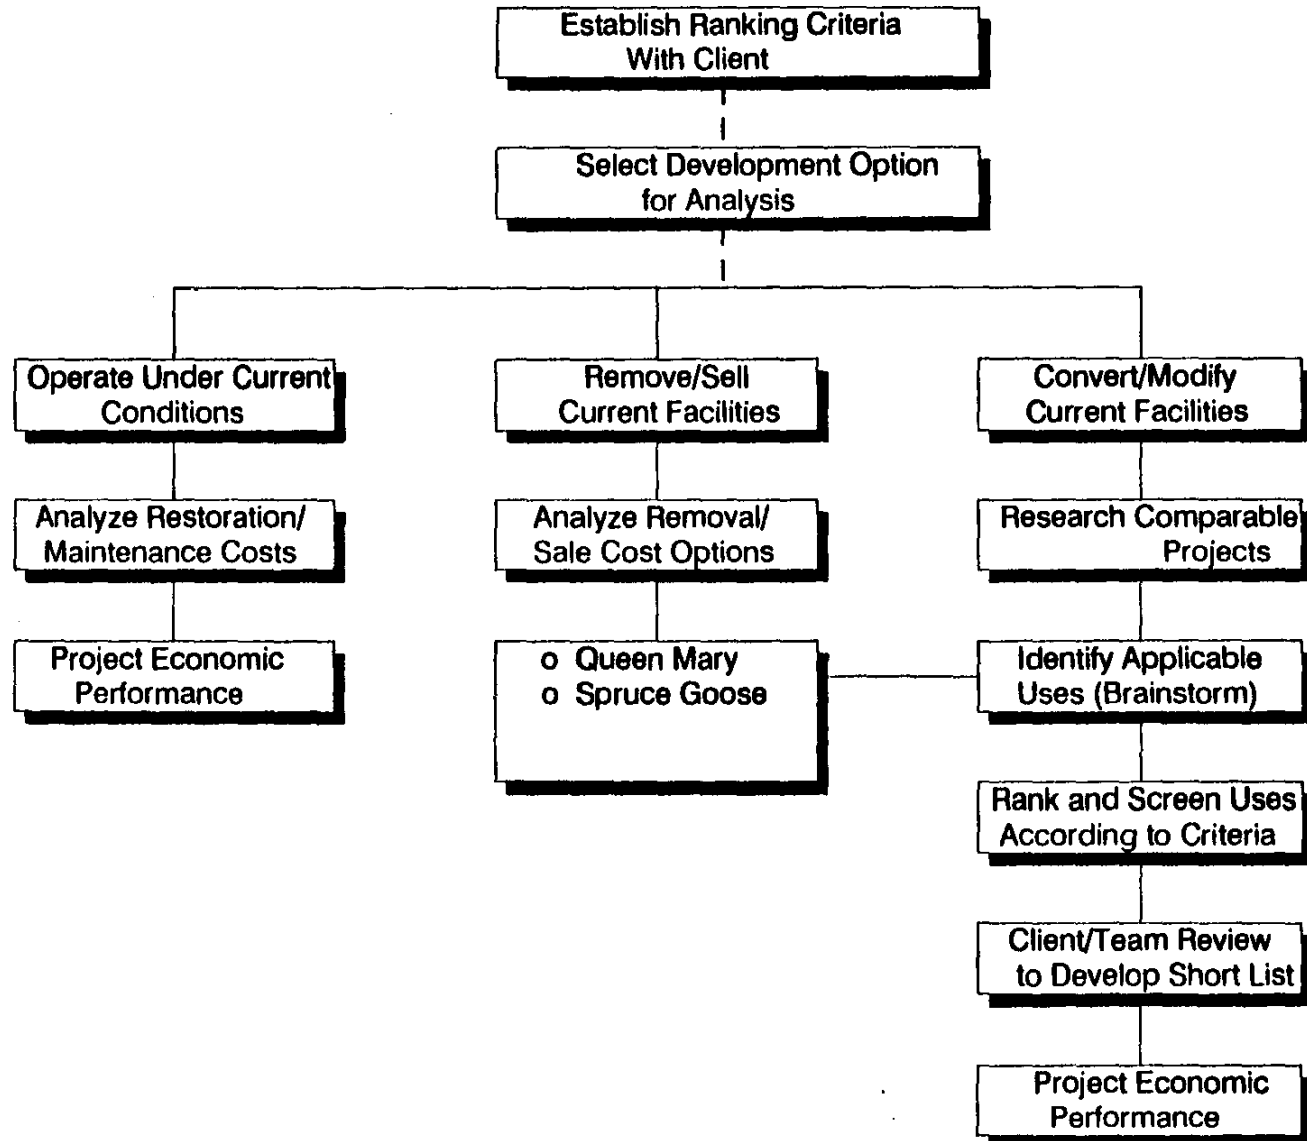 Establish Ranking Criteria
With Client
Select Development Option
for Analysis
Operate Under Current
Conditions
Remove/Sell
Current Facilities
Convert/Modify
Current Facilities
Analyze Restoration/
Maintenance Costs
Analyze Removal/
Sale Cost Options
Research Comparable
Projects
Project Economic
Performance
o Queen Mary
o Spruce Goose
Identify Applicable
Uses (Brainstorm)
Rank and Screen Uses
According to Criteria
Client/Team Review
to Develop Short List
Project Economic
Performance